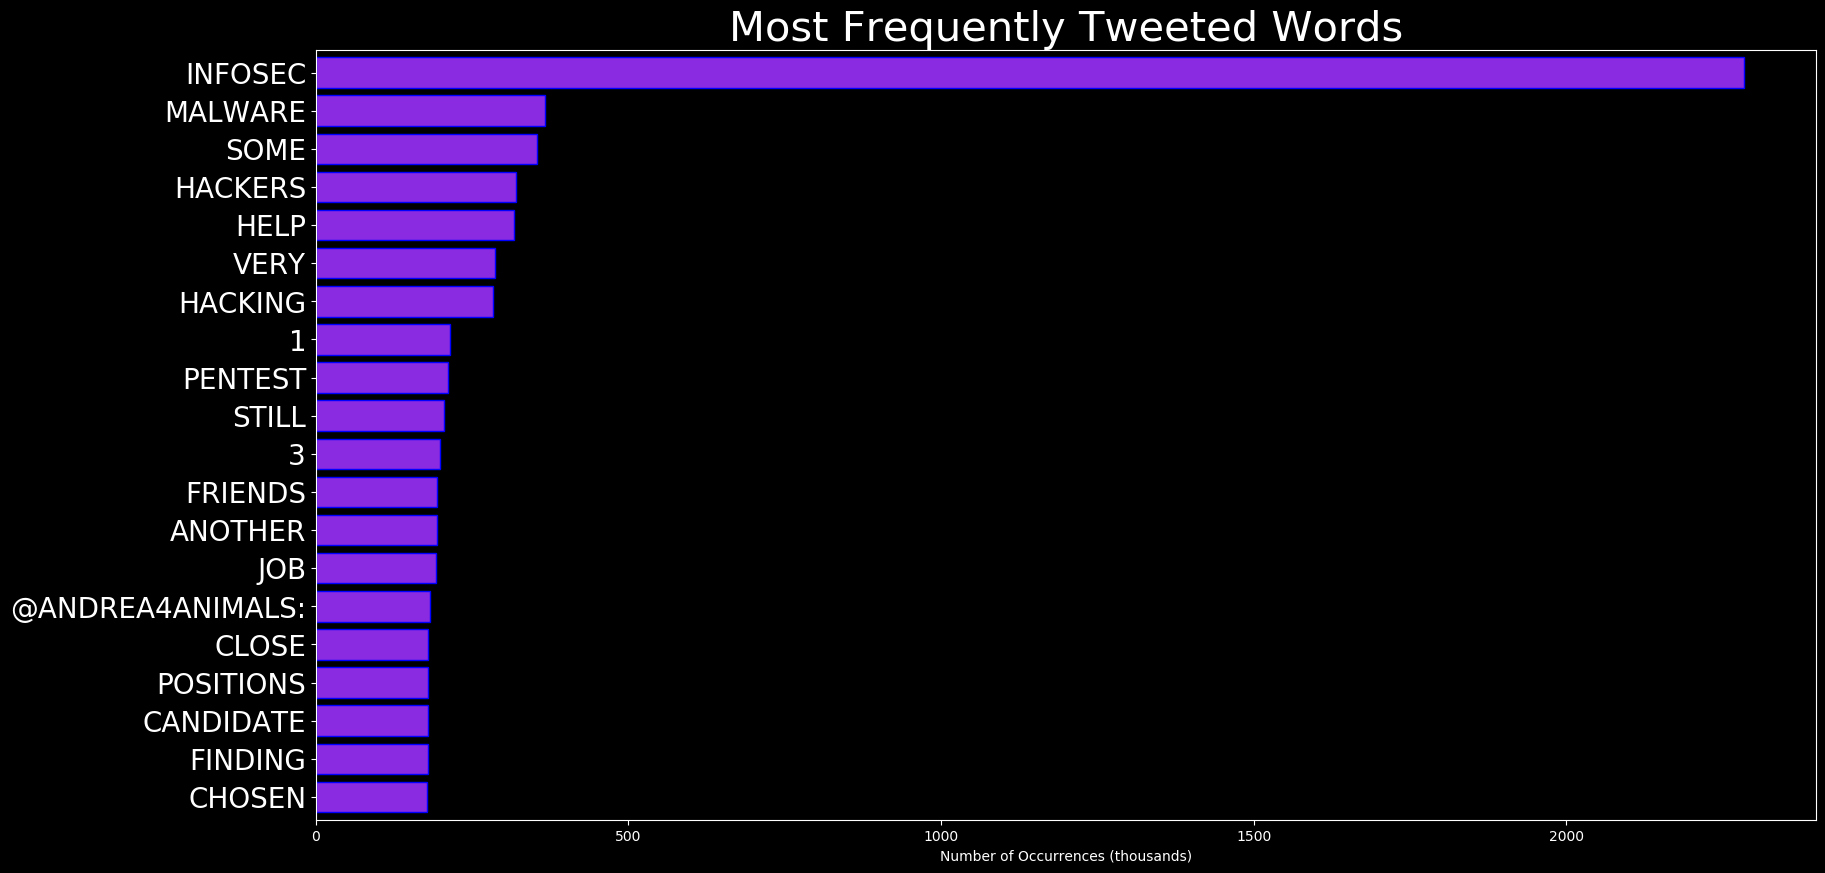 Most Frequently Tweeted Words
INFOSEC
MALWARE
SOME
HACKERS
HELP
VERY
HACKING
1
PENTEST
STILL
3
FRIENDS
ANOTHER
JOB
@ANDREA4ANIMALS:
CLOSE
POSITIONS
CANDIDATE
FINDING
CHOSEN
0 500 1000 1500 2000
Number of Occurrences (thousands)